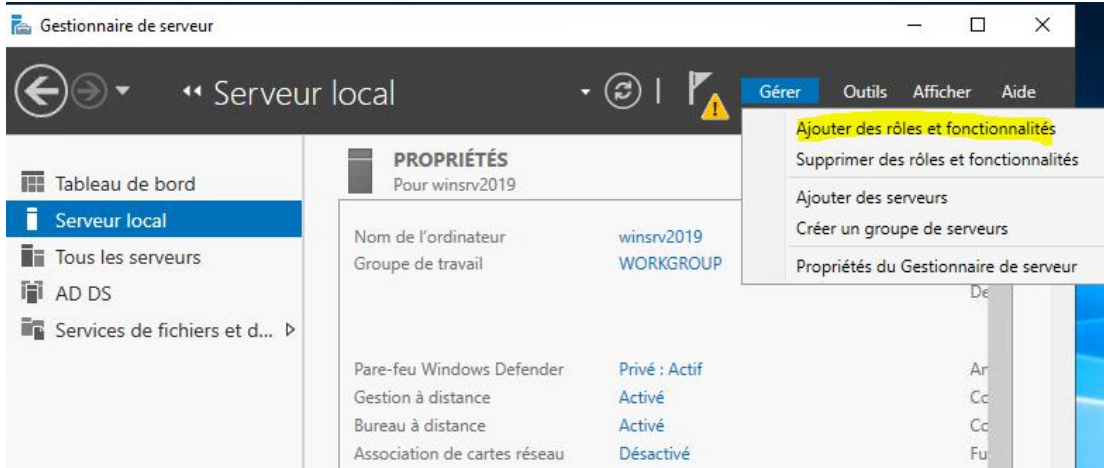 Gestionnaire de serveur
Serveur local
Gérer Outils Afficher Aide
Ajouter des rôles et fonctionnalités
Supprimer des rôles et fonctionnalités
Ajouter des serveurs
Créer un groupe de serveurs
Propriétés du Gestionnaire de serveur
Tableau de bord
Serveur local
Tous les serveurs
AD DS
Services de fichiers et d...
PROPRIÉTÉS
Pour winsrv2019
Nom de l'ordinateur winsrv2019
Groupe de travail WORKGROUP
Pare-feu Windows Defender Privé : Actif
Gestion à distance Activé
Bureau à distance Activé
Association de cartes réseau Désactivé